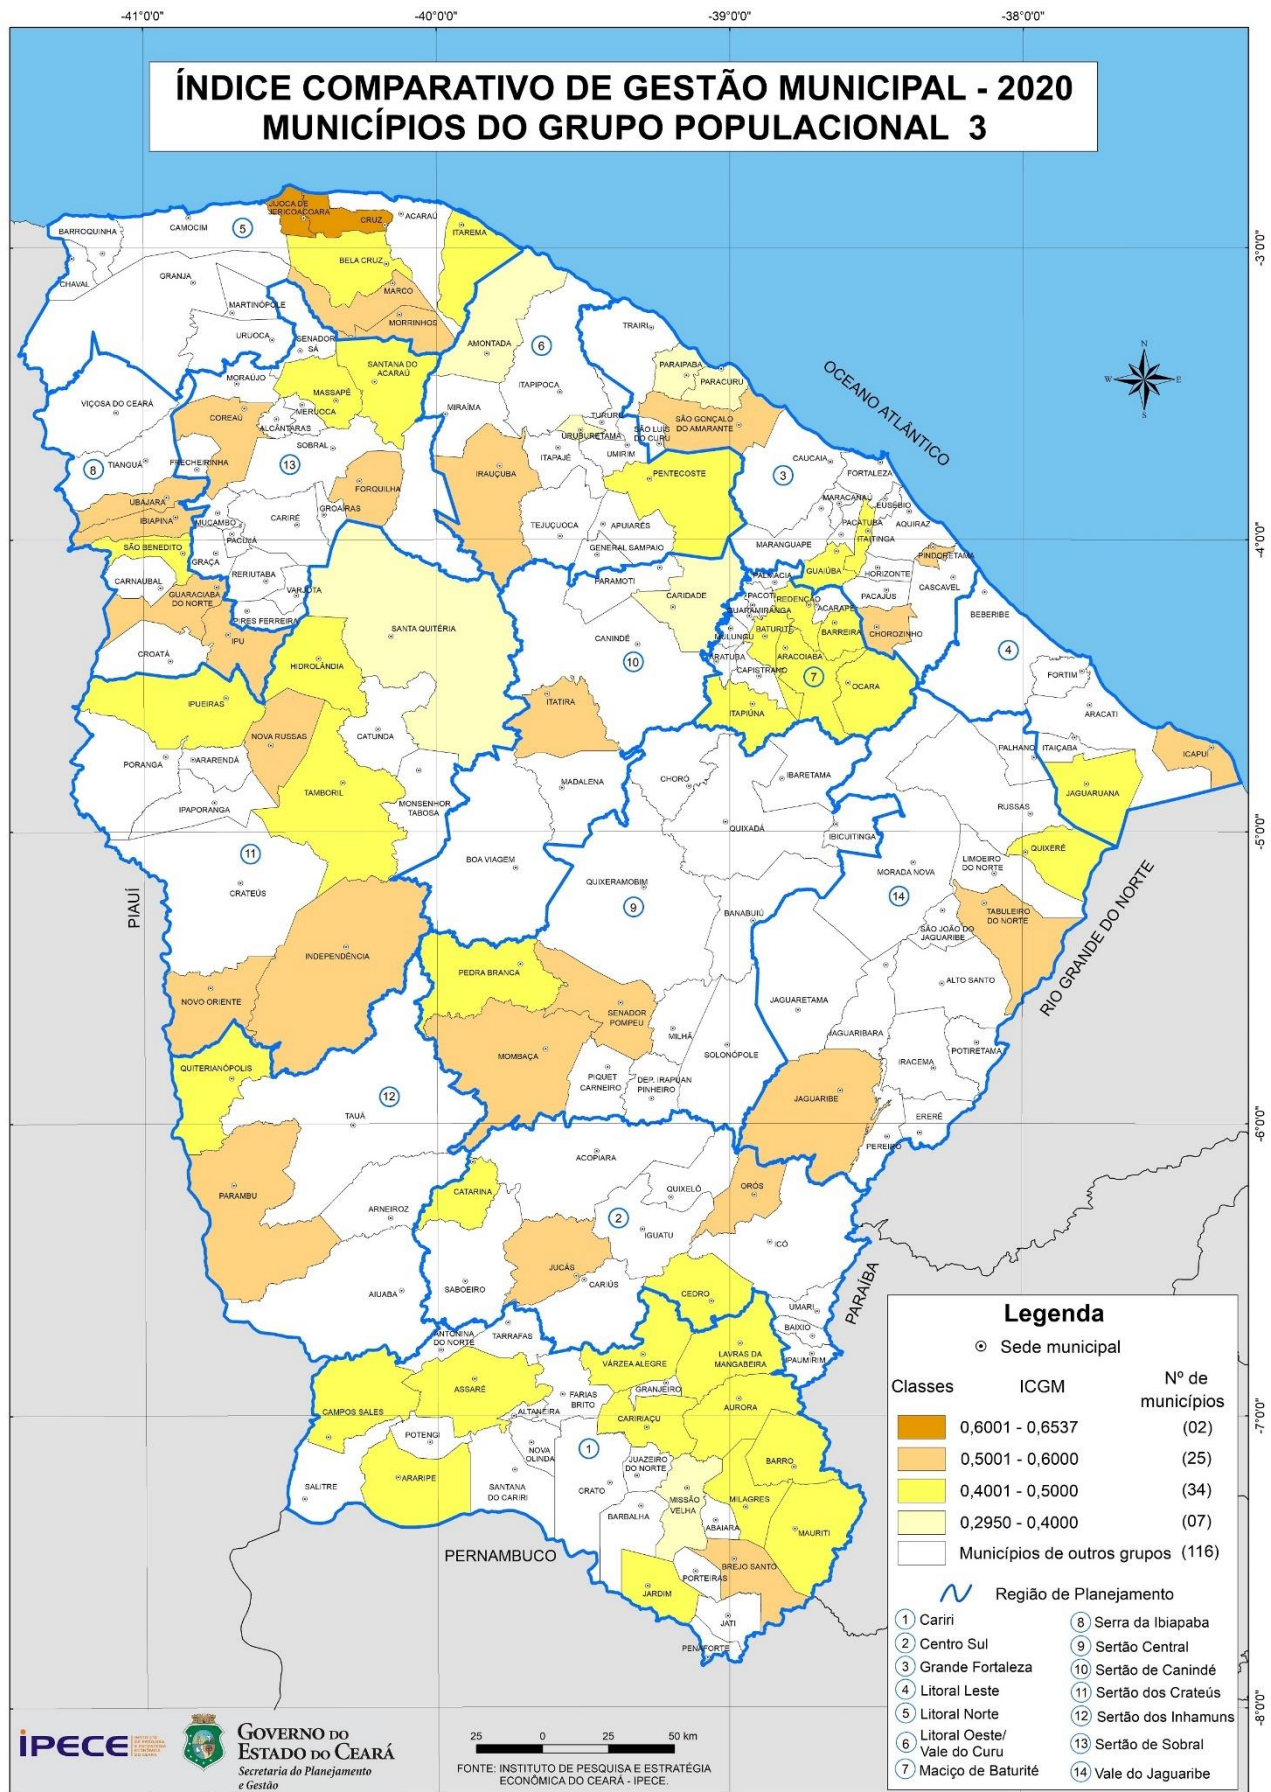 -41°0'0"
-40°0'0"
-39°0'0"
-38°0'0"
ÍNDICE COMPARATIVO DE GESTÃO MUNICIPAL - 2020
MUNICÍPIOS DO GRUPO POPULACIONAL 3
JIJOCA DE
JERICOACOARA
CRUZ
ACARAÚ
BARROQUINHA
CAMOCIM
5
ITAREMA
-3°0'0"
CHAVAL
GRANJA
BELA CRUZ
MARCO
MARTINÓPOLE
MORRINHOS
URUOCA
SENADOR
SÁ
TRAIRI
AMONTADA
6
OCEANO ATLÂNTICO
W
E
S
MORAÚJO
SANTANA DO
ACARAÚ
PARAIPABA
PARACURU
ITAPIPOCA
VIÇOSA DO CEARÁ
MASSAPÊ
MERUOCA
MIRAÍMA
COREAÚ
ALCÂNTARAS
TURURU
SÃO LUIS
DO CURU
SÃO GONÇALO
DO AMARANTE
URUBURETAMA
UMIRIM
SOBRAL
ITAPAJÉ
TIANGUÁ
8
FRECHEIRINHA
13
IRAUÇUBA
PENTECOSTE
3
CAUCAIA
FORTALEZA
FORQUILHA
UBAJARA
IBIAPINA
MUCAMBO
CARIRÉ
GROAÍRAS
TEJUÇUOCA
APUIARÉS
MARACANAÚ
EUSÉBIO
PACATUBA
AQUIRAZ
ITAITINGA
MARANGUAPE
-4°0'0"
SÃO BENEDITO
PACUJÁ
GRAÇA
GENERAL SAMPAIO
PINDORETAMA
GUAIÚBA
HORIZONTE
CARNAUBAL
RERIUTABA
VARJOTA
PARAMOTI
CARIDADE
PALMÁCIA
PACOTI
REDENÇÃO
PACAJUS
CASCAVEL
GUARACIABA
DO NORTE
PIRES FERREIRA
GUARAMIRANGA
ACARAPE
BEBERIBE
IPU
SANTA QUITÉRIA
CANINDÉ
MULUNGU
BATURITÉ
BARREIRA
CHOROZINHO
CROATÁ
HIDROLÂNDIA
10
ARATUBA
ARACOIABA
4
CAPISTRANO
7
OCARA
FORTIM
IPUEIRAS
ITATIRA
ITAPIÚNA
ARACATI
NOVA RUSSAS
CATUNDA
PALHANO
ITAIÇABA
ICAPUÍ
PORANGA
ARARENDÁ
MADALENA
CHORÓ
IBARETAMA
TAMBORIL
JAGUARUANA
IPAPORANGA
MONSENHOR
TABOSA
RUSSAS
QUIXADÁ
IBICUITINGA
-5°0'0"
11
BOA VIAGEM
QUIXERÉ
LIMOEIRO
DO NORTE
MORADA NOVA
PIAUÍ
CRATEÚS
QUIXERAMOBIM
14
9
BANABUIÚ
TABULEIRO
DO NORTE
SÃO JOÃO DO
JAGUARIBE
RIO GRANDE DO NORTE
INDEPENDÊNCIA
PEDRA BRANCA
ALTO SANTO
NOVO ORIENTE
SENADOR
POMPEU
JAGUARETAMA
MILHÃ
JAGUARIBARA
MOMBAÇA
SOLONÓPOLE
POTIRETAMA
IRACEMA
QUITERIANÓPOLIS
PIQUET
CARNEIRO
DEP. IRAPUAN
PINHEIRO
12
JAGUARIBE
TAUÁ
ERERÊ
-6°0'0"
PEREIRO
ACOPIARA
PARAMBU
CATARINA
QUIXELÔ
ORÓS
ARNEIROZ
2
IGUATU
ICÓ
JUCÁS
CARIÚS
AIUABA
SABOEIRO
CEDRO
PARAÍBA
UMARI
BAIXIO
ANTONINA
DO NORTE
TARRAFAS
IPAUMIRIM
VÁRZEA ALEGRE
LAVRAS DA
MANGABEIRA
ASSARÉ
GRANJEIRO
FARIAS
BRITO
AURORA
CAMPOS SALES
ALTANEIRA
CARIRIAÇU
-7°0'0"
POTENGI
1
NOVA
OLINDA
JUAZEIRO
DO NORTE
BARRO
ARARIPE
SALITRE
SANTANA
DO CARIRI
CRATO
MISSÃO
VELHA
MILAGRES
BARBALHA
ABAIARA
MAURITI
PERNAMBUCO
BREJO SANTO
PORTEIRAS
JARDIM
JATI
PENAFORTE
-8°0'0"
Legenda
Sede municipal
Classes ICGM Nº de
municípios
0,6001 - 0,6537 (02)
0,5001 - 0,6000 (25)
0,4001 - 0,5000 (34)
0,2950 - 0,4000 (07)
Municípios de outros grupos (116)
Região de Planejamento
1 Cariri
2 Centro Sul
3 Grande Fortaleza
4 Litoral Leste
5 Litoral Norte
6 Litoral Oeste/
Vale do Curu
7 Maciço de Baturité
8 Serra da Ibiapaba
9 Sertão Central
10 Sertão de Canindé
11 Sertão dos Crateús
12 Sertão dos Inhamuns
13 Sertão de Sobral
14 Vale do Jaguaribe
iPECE
GOVERNO DO
ESTADO DO CEARÁ
Secretaria do Planejamento
e Gestão
25 0 25 50 km
FONTE: INSTITUTO DE PESQUISA E ESTRATÉGIA
ECONÔMICA DO CEARÁ - IPECE.